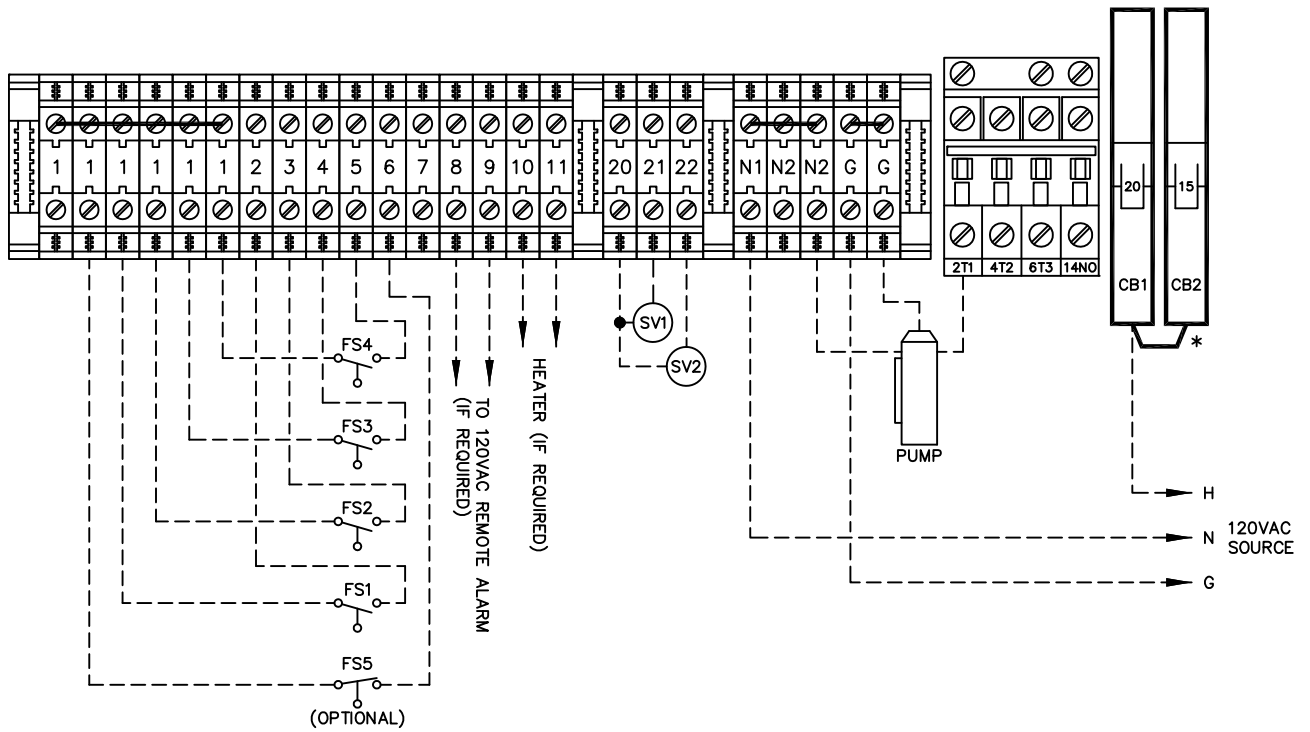 1 1 1 1 1 1 2 3 4 5 6 7 8 9 10 11 20 21 22 N1 N2 N2 G G
20 15
2T1 4T2 6T3 14NO
CB1 CB2
*
SV1
SV2
FS4
FS3
FS2
FS1
FS5
(OPTIONAL)
TO 120VAC REMOTE ALARM
(IF REQUIRED)
HEATER (IF REQUIRED)
PUMP
H
N
G
120VAC
SOURCE